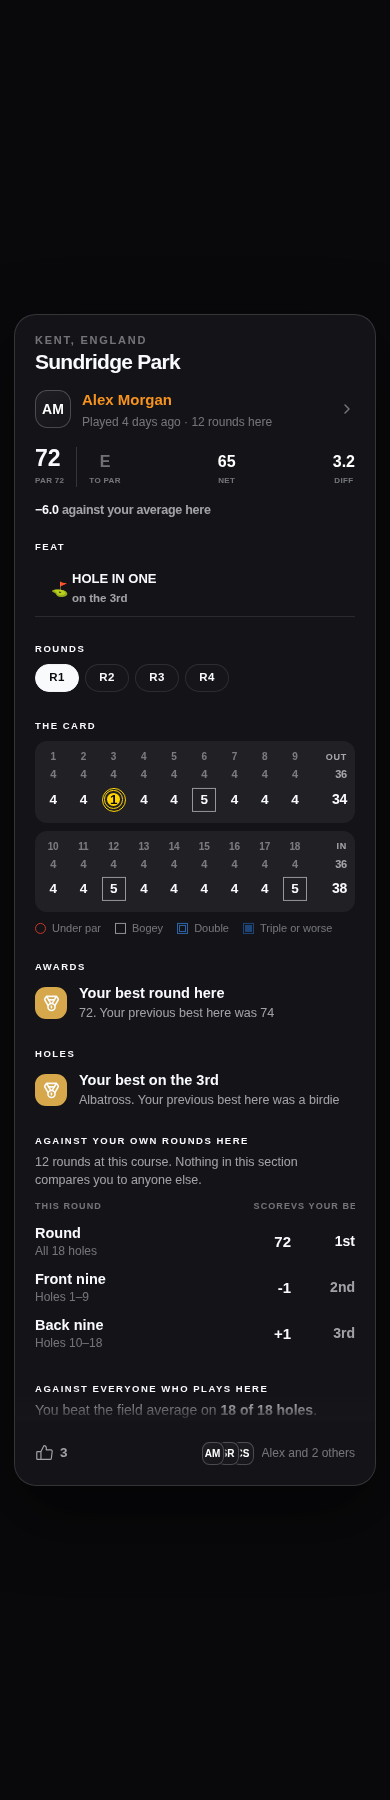 KENT, ENGLAND
Sundridge Park
AM
Alex Morgan
Played 4 days ago · 12 rounds here
72 E 65 3.2
PAR 72 TO PAR NET DIFF
−6.0 against your average here
FEAT
HOLE IN ONE
on the 3rd
ROUNDS
R1 R2 R3 R4
THE CARD
1 2 3 4 5 6 7 8 9 OUT
4 4 4 4 4 4 4 4 4 36
4 4 1 4 4 5 4 4 4 34
10 11 12 13 14 15 16 17 18 IN
4 4 4 4 4 4 4 4 4 36
4 4 5 4 4 4 4 4 5 38
Under par Bogey Double Triple or worse
AWARDS
Your best round here
72. Your previous best here was 74
HOLES
Your best on the 3rd
Albatross. Your previous best here was a birdie
AGAINST YOUR OWN ROUNDS HERE
12 rounds at this course. Nothing in this section
compares you to anyone else.
THIS ROUND SCORE VS YOUR BE
Round 72 1st
All 18 holes
Front nine -1 2nd
Holes 1–9
Back nine +1 3rd
Holes 10–18
AGAINST EVERYONE WHO PLAYS HERE
You beat the field average on 18 of 18 holes.
3 AM SR CS Alex and 2 others